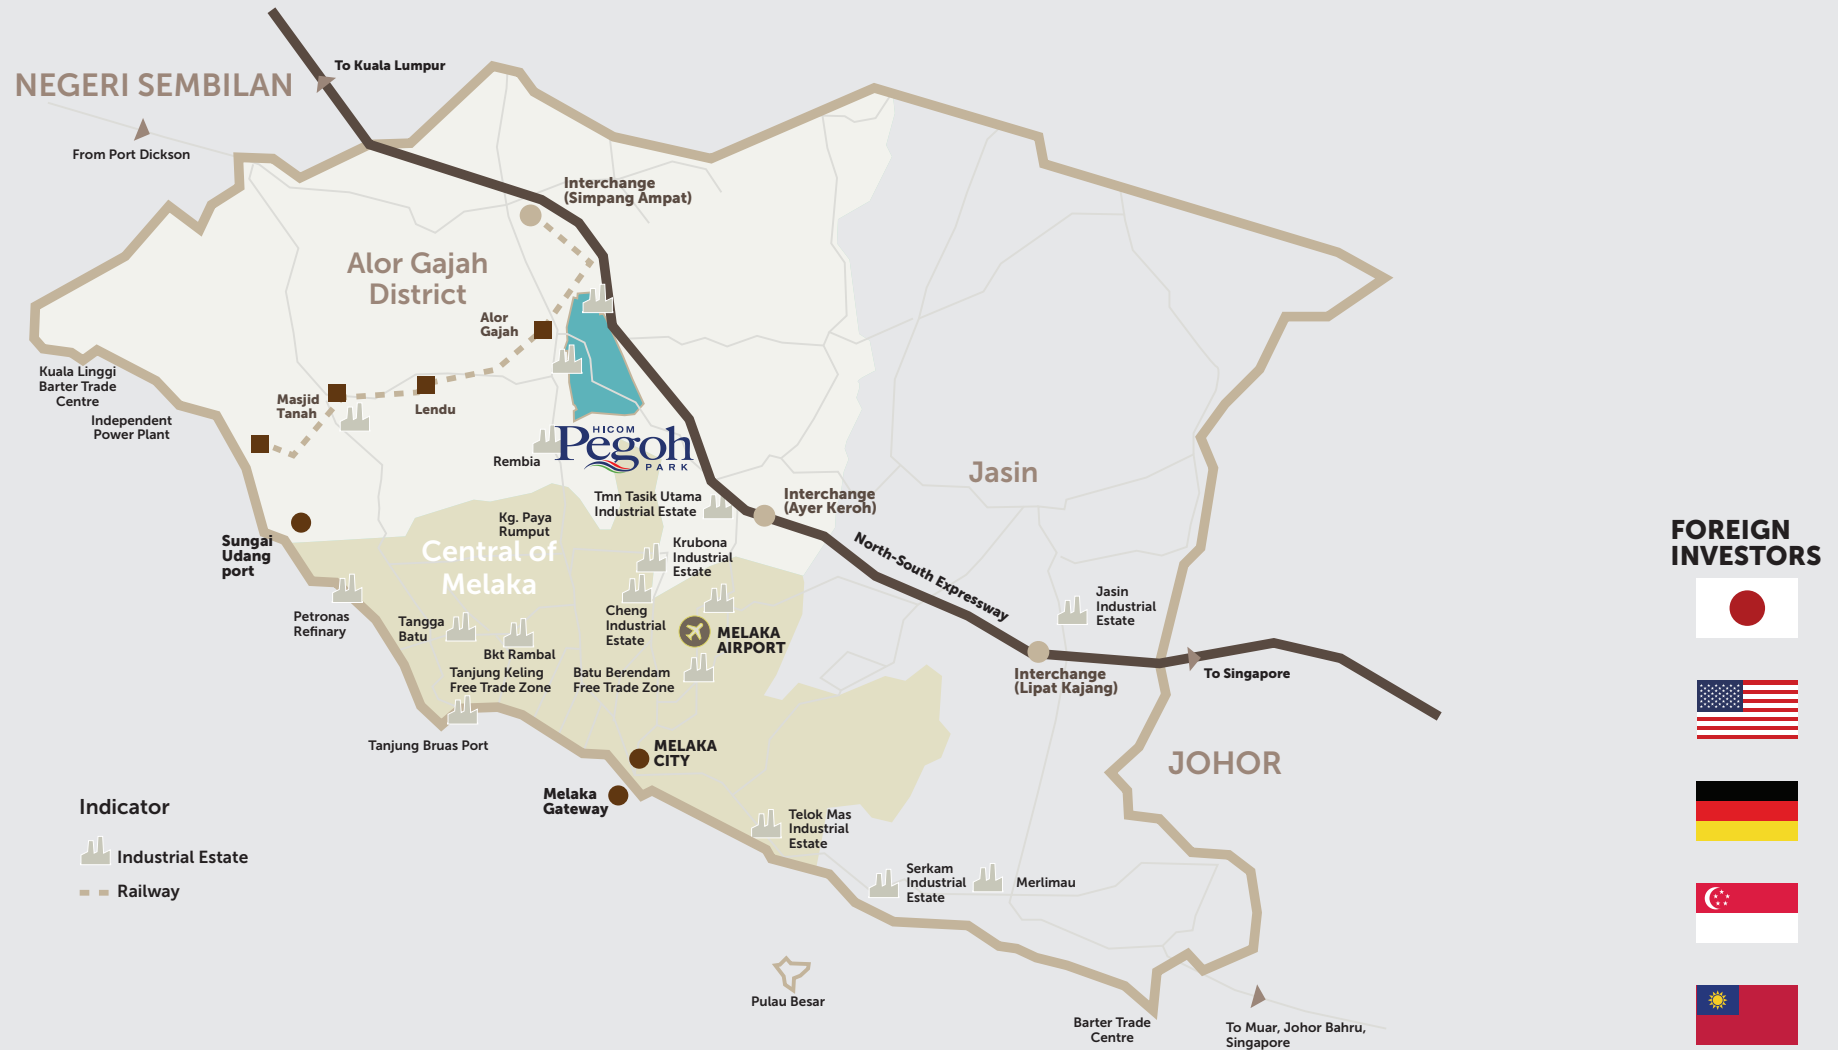 To Kuala Lumpur
NEGERI SEMBILAN
From Port Dickson
Interchange
(Simpang Ampat)
Alor Gajah
District
Alor
Gajah
Kuala Linggi
Barter Trade
Centre
Masjid
Tanah
Lendu
Independent
Power Plant
HICOM
Pegoh
PARK
Rembia
Jasin
Tmn Tasik Utama
Industrial Estate
Interchange
(Ayer Keroh)
Kg. Paya
Rumput
Sungai
Udang
port
Central of
Melaka
Krubona
Industrial
Estate
North-South Expressway
FOREIGN
INVESTORS
Petronas
Refinary
Tangga
Batu
Cheng
Industrial
Estate
Jasin
Industrial
Estate
MELAKA
AIRPORT
Bkt Rambal
Tanjung Keling
Free Trade Zone
Batu Berendam
Free Trade Zone
Interchange
(Lipat Kajang)
To Singapore
Tanjung Bruas Port
MELAKA
CITY
JOHOR
Melaka
Gateway
Indicator
Industrial Estate
Railway
Telok Mas
Industrial
Estate
Serkam
Industrial
Estate
Merlimau
Pulau Besar
Barter Trade
Centre
To Muar, Johor Bahru,
Singapore